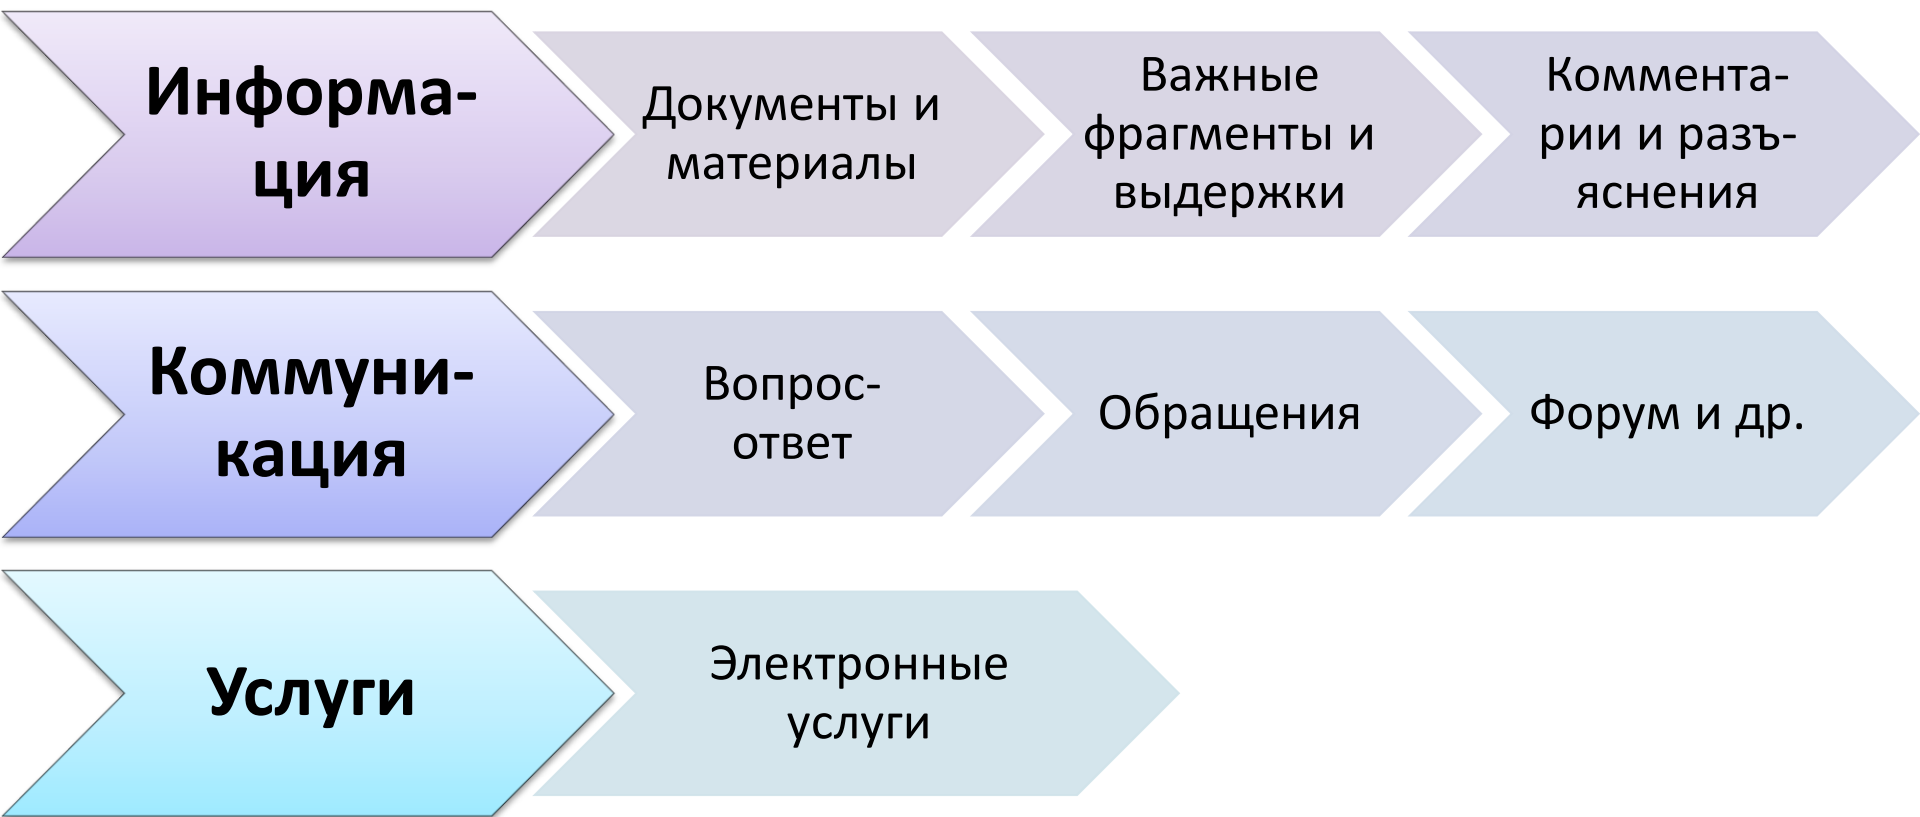 Информа-
ция
Документы и
материалы
Важные
фрагменты и
выдержки
Коммента-
рии и разъ-
яснения
Коммуни-
кация
Вопрос-
ответ
Обращения
Форум и др.
Услуги
Электронные
услуги